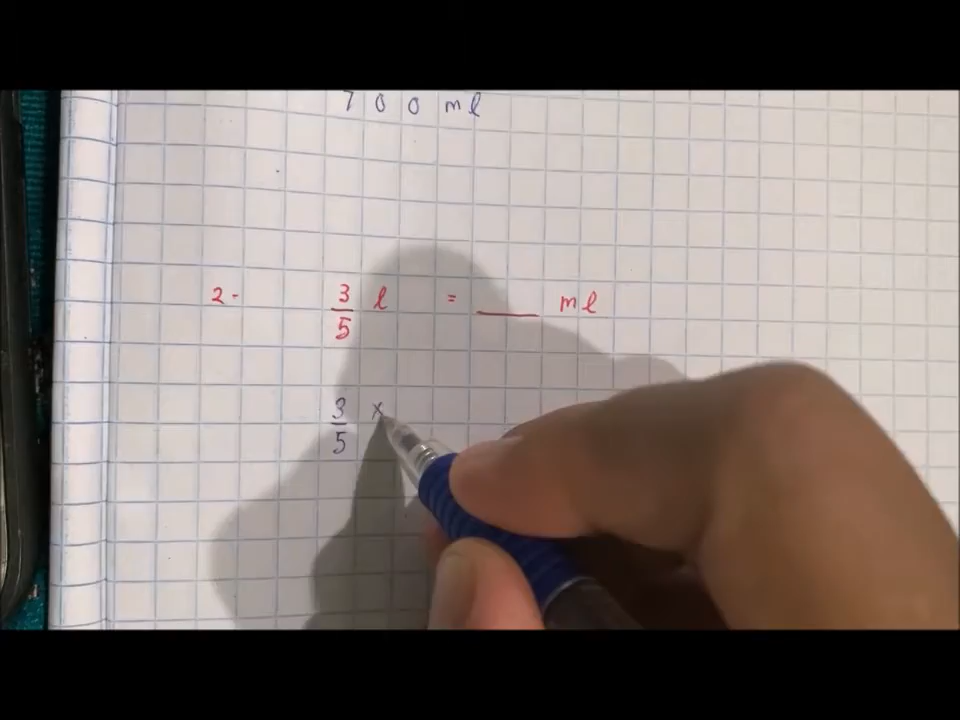 700 ml
2- 3/5 l = ___ ml
3/5 ×